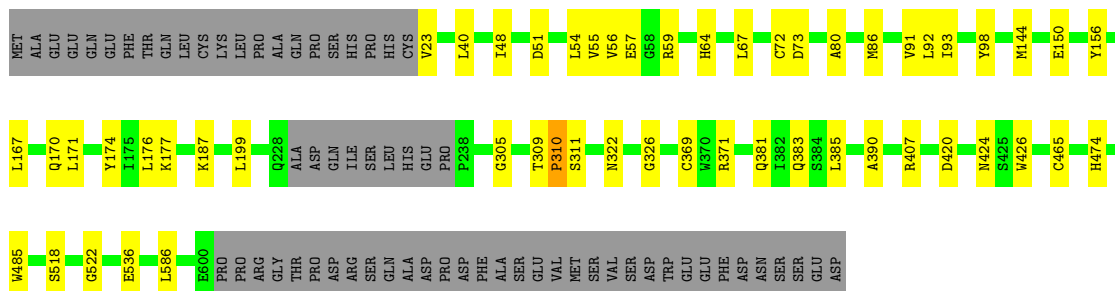 MET ALA GLU GLU GLN GLU PHE THR GLN LEU CYS LYS LEU PRO ALA GLN PRO SER HIS PRO HIS CYS V23 L40 I48 D51 L54 V55 V56 E57 G58 R59 H64 L67 C72 D73 A80 M86 V91 L92 I93 Y98 M144 E150 Y156
L167 Q170 L171 Y174 I175 L176 K177 K187 L199 Q228 ALA ASP GLN ILE SER LEU HIS GLU PRO P238 G305 T309 P310 S311 N322 G326 C369 W370 R371 Q381 I382 Q383 S384 L385 A390 R407 D420 N424 S425 W426 C465 H474
W485 S518 G522 E536 L586 E600 PRO PRO ARG GLY THR PRO ASP ARG SER GLN ALA ASP PRO ASP PHE ALA SER GLU VAL MET SER VAL SER ASP TRP GLU GLU PHE ASP ASN SER SER GLU ASP